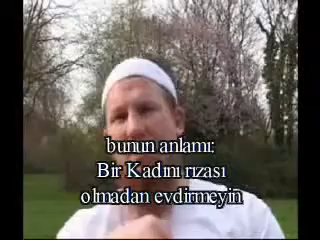 bunun anlamı:
Bir Kadını rızası
olmadan evdirmeyin